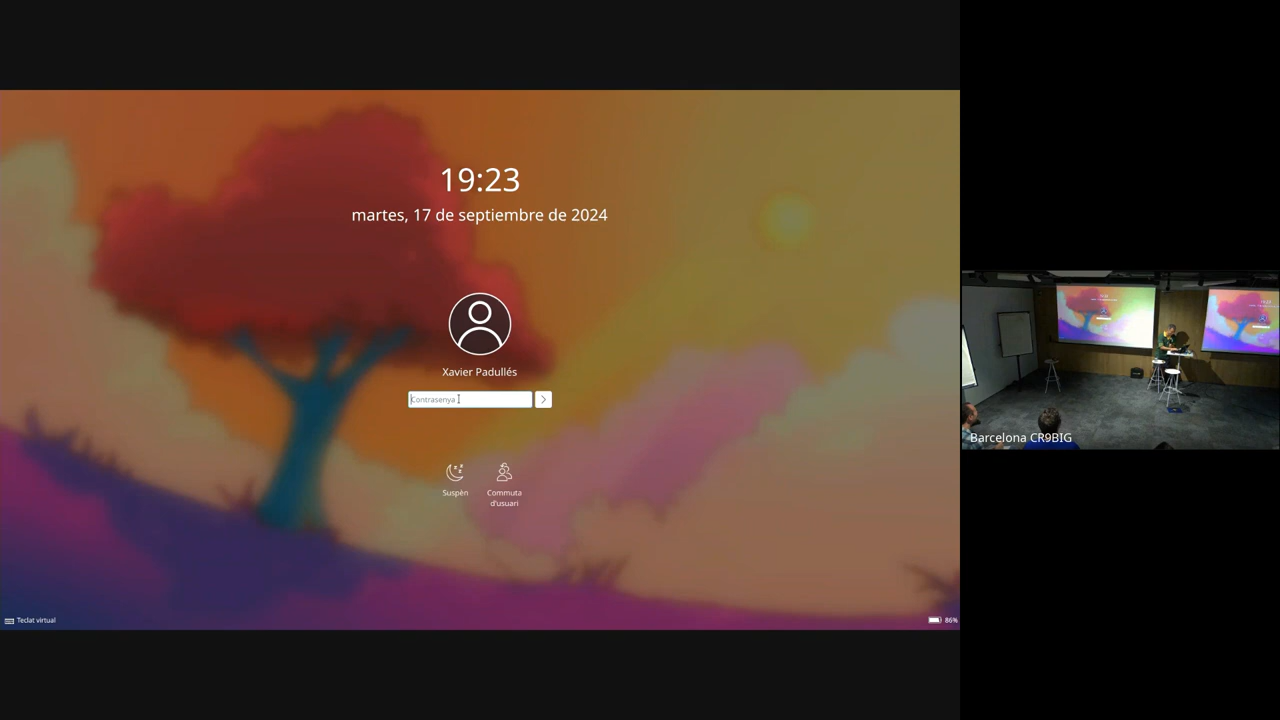 19:23
martes, 17 de septiembre de 2024
Xavier Padullés
Contrasenya
Suspèn
Commuta
d'usuari
Teclat virtual
86%
Barcelona CR9BIG